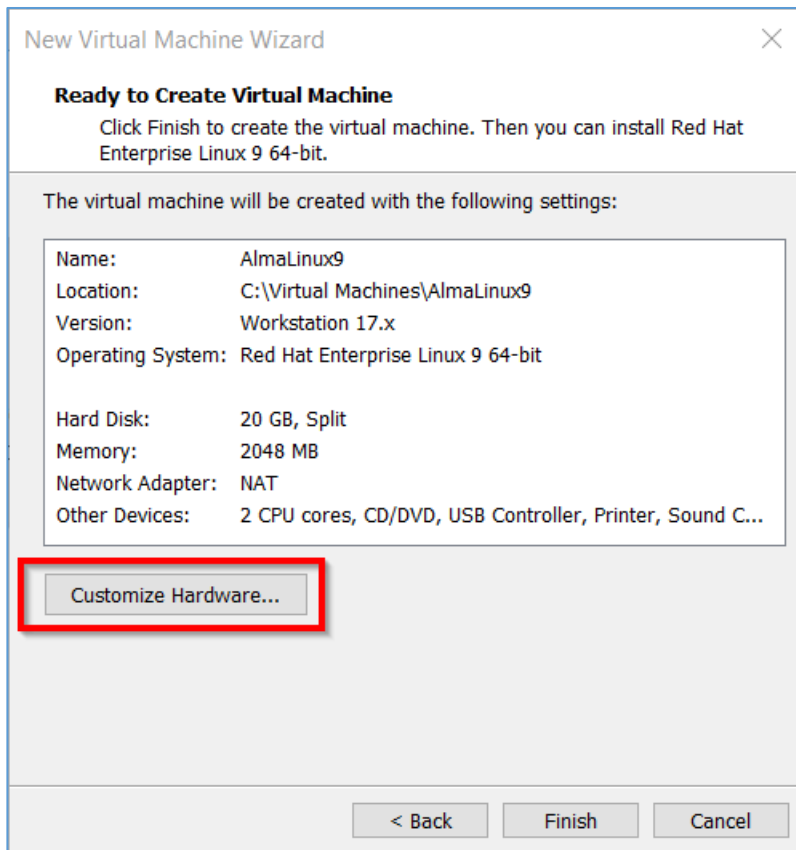 New Virtual Machine Wizard
Ready to Create Virtual Machine
Click Finish to create the virtual machine. Then you can install Red Hat
Enterprise Linux 9 64-bit.
The virtual machine will be created with the following settings:
Name: AlmaLinux9
Location: C:\Virtual Machines\AlmaLinux9
Version: Workstation 17.x
Operating System: Red Hat Enterprise Linux 9 64-bit
Hard Disk: 20 GB, Split
Memory: 2048 MB
Network Adapter: NAT
Other Devices: 2 CPU cores, CD/DVD, USB Controller, Printer, Sound C...
Customize Hardware...
< Back Finish Cancel